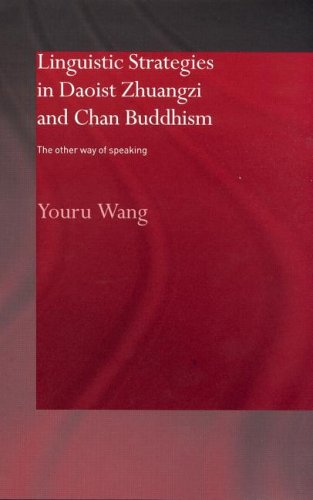 Linguistic Strategies
in Daoist Zhuangzi
and Chan Buddhism
The other way of speaking
Youru Wang